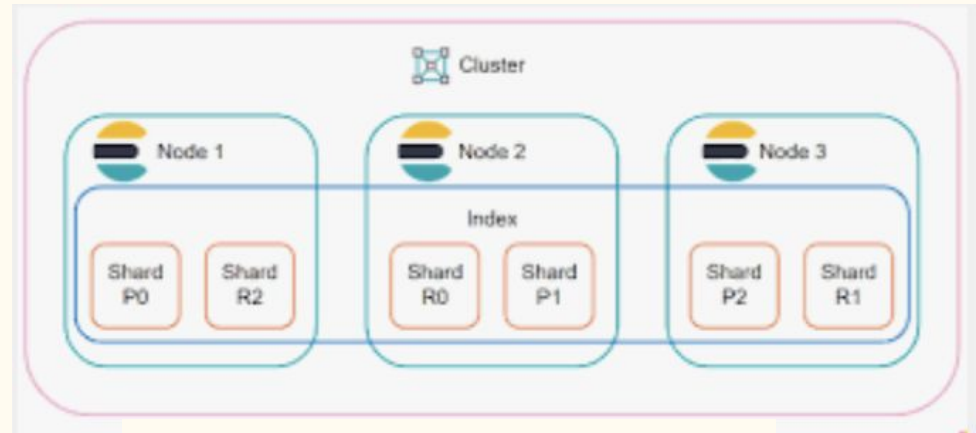 Cluster
Node 1
Node 2
Node 3
Index
Shard
P0
Shard
R2
Shard
R0
Shard
P1
Shard
P2
Shard
R1